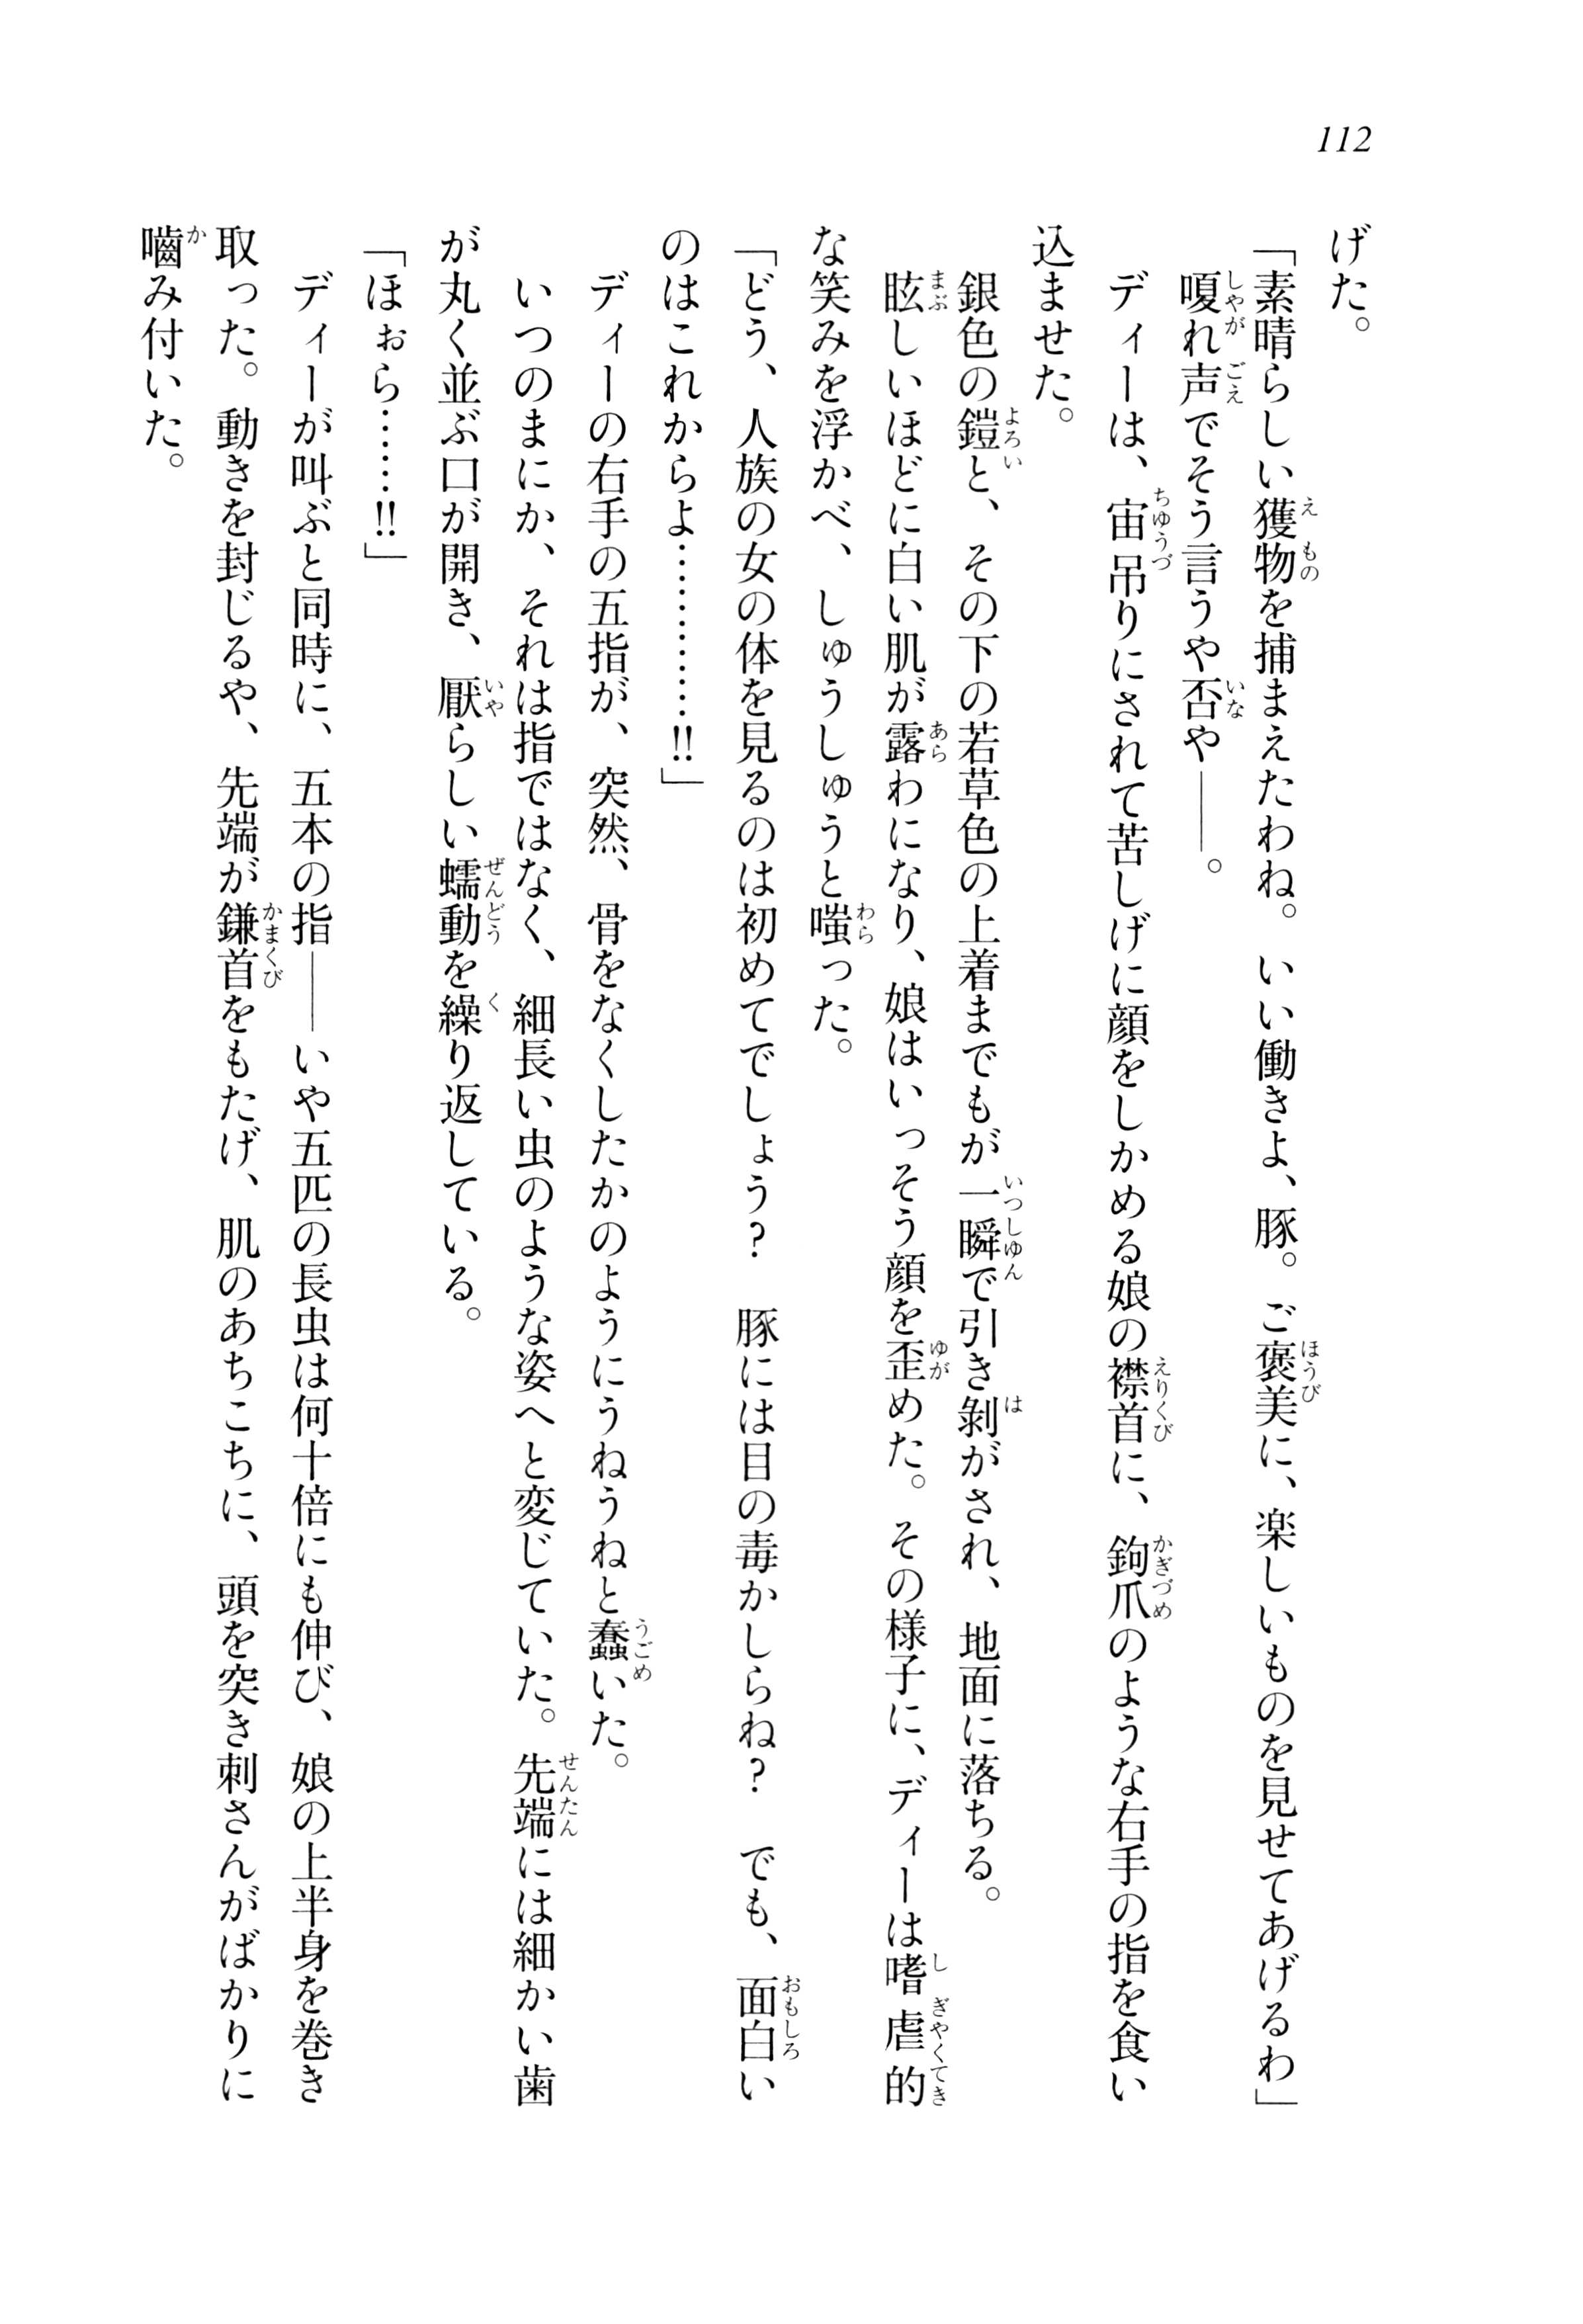 112
げた。
「素晴らしい獲物を捕まえたわね。いい働きよ、豚。ご褒美に、楽しいものを見せてあげるわ」
嗄れ声でそう言うや否や――。
ディーは、宙吊りにされて苦しげに顔をしかめる娘の襟首に、鉤爪のような右手の指を食い
込ませた。
銀色の鎧と、その下の若草色の上着までもが一瞬で引き剝がされ、地面に落ちる。
眩しいほどに白い肌が露わになり、娘はいっそう顔を歪めた。その様子に、ディーは嗜虐的
な笑みを浮かべ、しゅうしゅうと嗤った。
「どう、人族の女の体を見るのは初めてでしょう？　豚には目の毒かしらね？　でも、面白い
のはこれからよ…………‼」
ディーの右手の五指が、突然、骨をなくしたかのようにうねうねと蠢いた。
いつのまにか、それは指ではなく、細長い虫のような姿へと変じていた。先端には細かい歯
が丸く並ぶ口が開き、厭らしい蠕動を繰り返している。
「ほぉら……‼」
ディーが叫ぶと同時に、五本の指――いや五匹の長虫は何十倍にも伸び、娘の上半身を巻き
取った。動きを封じるや、先端が鎌首をもたげ、肌のあちこちに、頭を突き刺さんがばかりに
嚙み付いた。